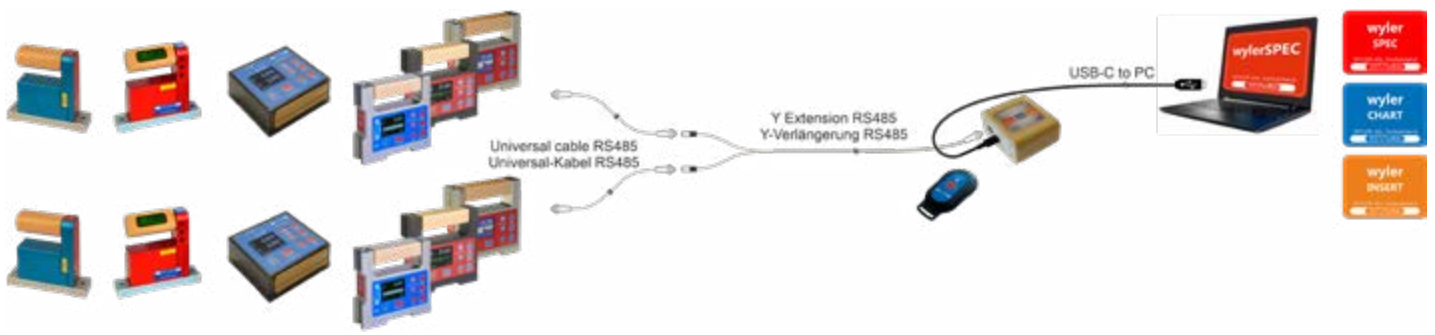 Universal cable RS485
Universal-Kabel RS485
Y Extension RS485
Y-Verlängerung RS485
USB-C to PC
wylerSPEC
wyler
SPEC
wyler
CHART
wyler
INSERT